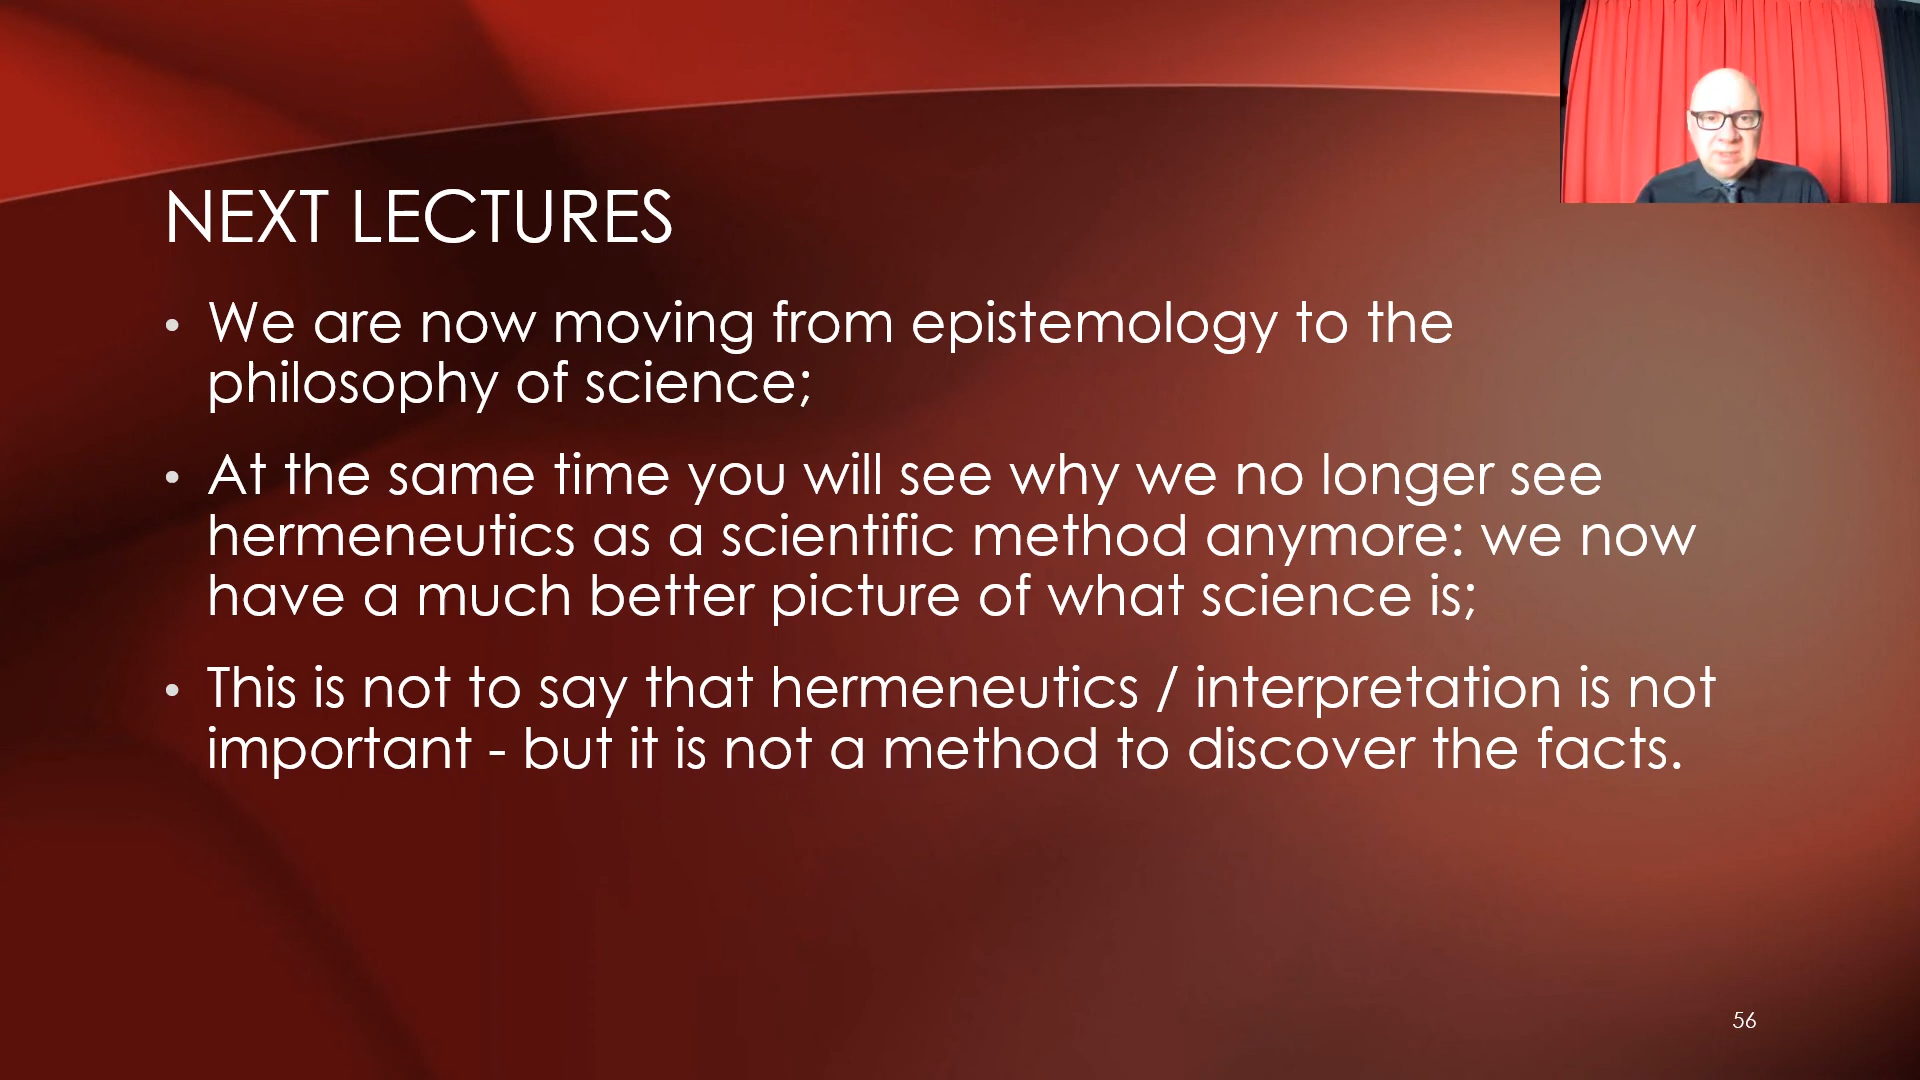 NEXT LECTURES
• We are now moving from epistemology to the
philosophy of science;
• At the same time you will see why we no longer see
hermeneutics as a scientific method anymore: we now
have a much better picture of what science is;
• This is not to say that hermeneutics / interpretation is not
important - but it is not a method to discover the facts.
56